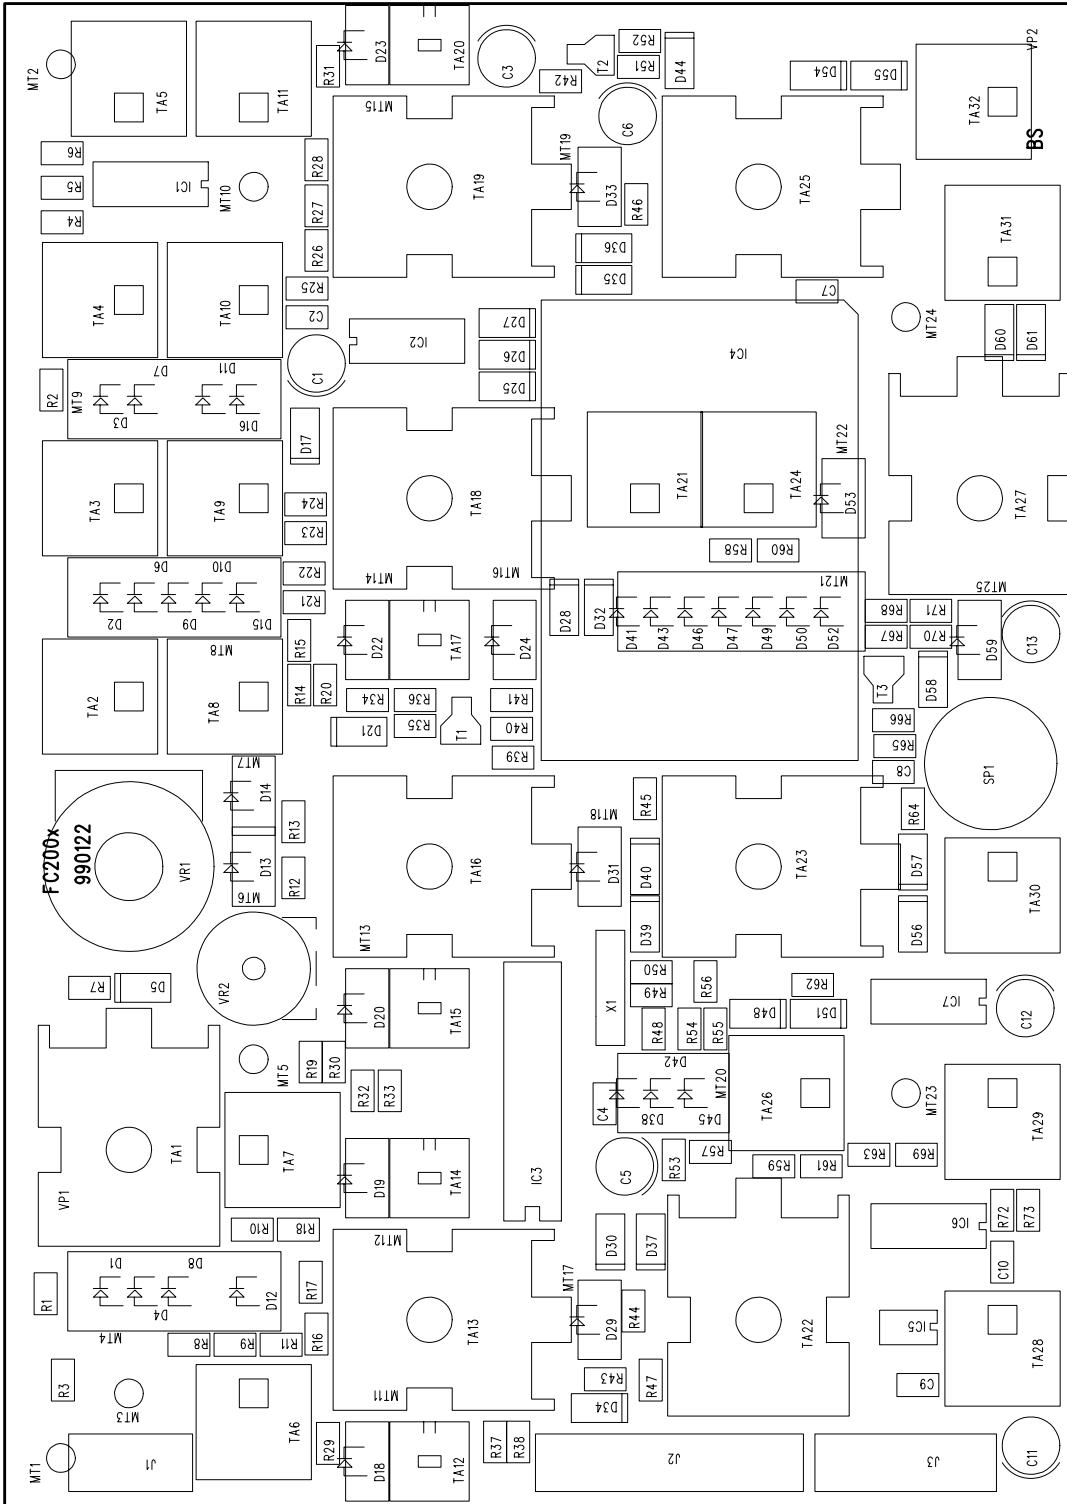 MT2
TA5
TA11
R31
D23
TA20
C3
R42
T2
R52
R51
D44
D54
D55
TA32
VP2
BS
R6
R5
R4
IC1
MT10
R28
R27
R26
MT15
TA19
MT19
D33
C6
R46
TA25
TA31
D36
D35
TA4
TA10
R25
C2
C7
MT24
D60
D61
IC2
D27
D26
D25
IC4
R2
MT9
D7
D11
D3
D16
C1
D17
TA3
TA9
R24
R23
TA18
TA21
TA24
MT22
D53
TA27
R58
R60
D6
D10
R22
R21
D2
D9
D15
MT8
MT14
MT16
D28
D32
MT21
D41
D43
D46
D47
D49
D50
D52
MT25
R68
R71
R67
R70
D59
C13
R15
D22
TA17
D24
TA2
TA8
R14
R20
R34
R36
R35
R41
R40
R39
D21
T1
T3
D58
R66
R65
C8
SP1
MT7
D14
R13
D13
R12
MT6
FC200x
990122
VR1
MT13
TA16
R45
MT18
D31
D40
D39
TA23
R64
D57
D56
TA30
R7
D5
VR2
D20
TA15
X1
R50
R49
R56
R62
R48
R54
R55
D48
D51
IC7
C12
MT5
R19
R30
R32
R33
D42
MT20
C4
D38
D45
TA26
MT23
TA29
TA1
VP1
TA7
D19
TA14
IC3
C5
R53
R57
R59
R61
R63
R69
R10
R18
MT12
D30
D37
IC6
R72
R73
C10
R1
D1
D8
D4
D12
MT4
R17
R16
TA13
MT17
D29
R44
TA22
IC5
TA28
R8
R9
R11
R3
MT3
MT11
R43
D34
R47
C9
MT1
J1
TA6
R29
D18
TA12
R37
R38
J2
J3
C11